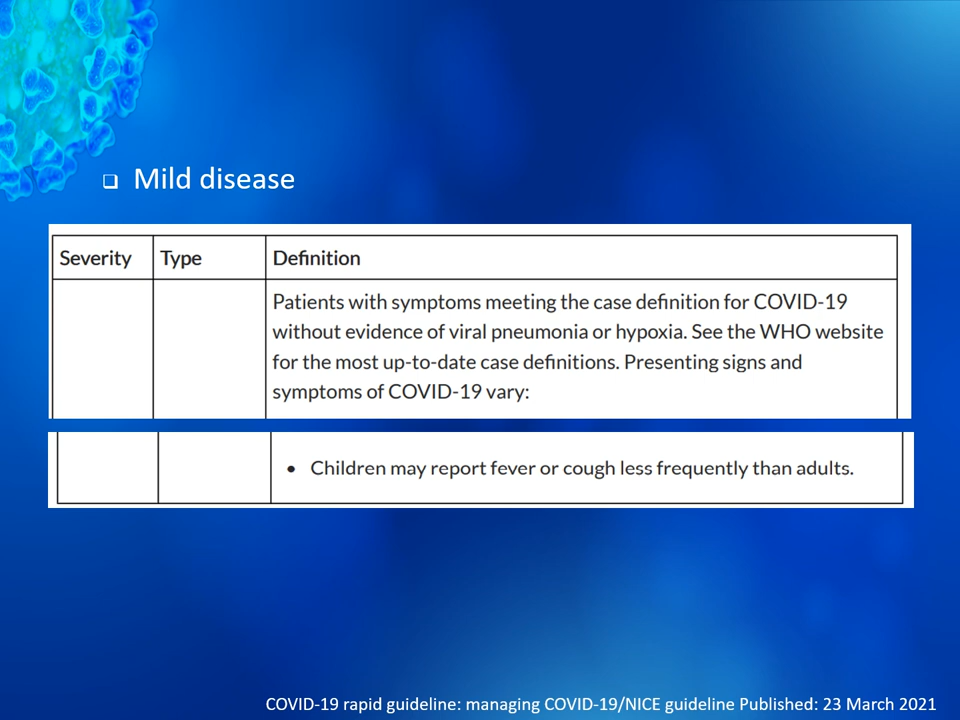 Mild disease
Severity Type Definition
Patients with symptoms meeting the case definition for COVID-19
without evidence of viral pneumonia or hypoxia. See the WHO website
for the most up-to-date case definitions. Presenting signs and
symptoms of COVID-19 vary:
• Children may report fever or cough less frequently than adults.
COVID-19 rapid guideline: managing COVID-19/NICE guideline Published: 23 March 2021